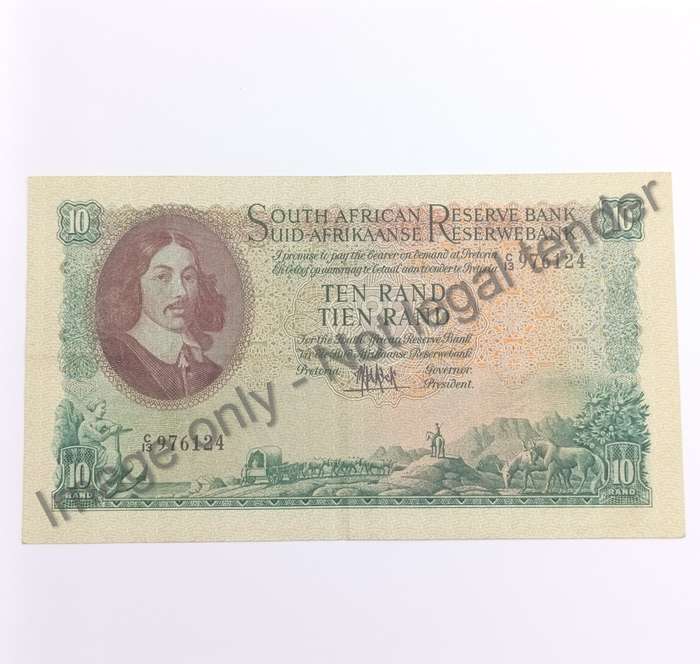 10
SOUTH AFRICAN RESERVE BANK
SUID-AFRIKAANSE RESERWEBANK
10
I promise to pay the bearer on demand at Pretoria
C/13 976124
TEN RAND
TIEN RAND
For the South African Reserve Bank
Vir die Suid-Afrikaanse Reserwebank
Pretoria
Governor.
President.
C/13 976124
10
RAND
10
RAND
Image only - not legal tender